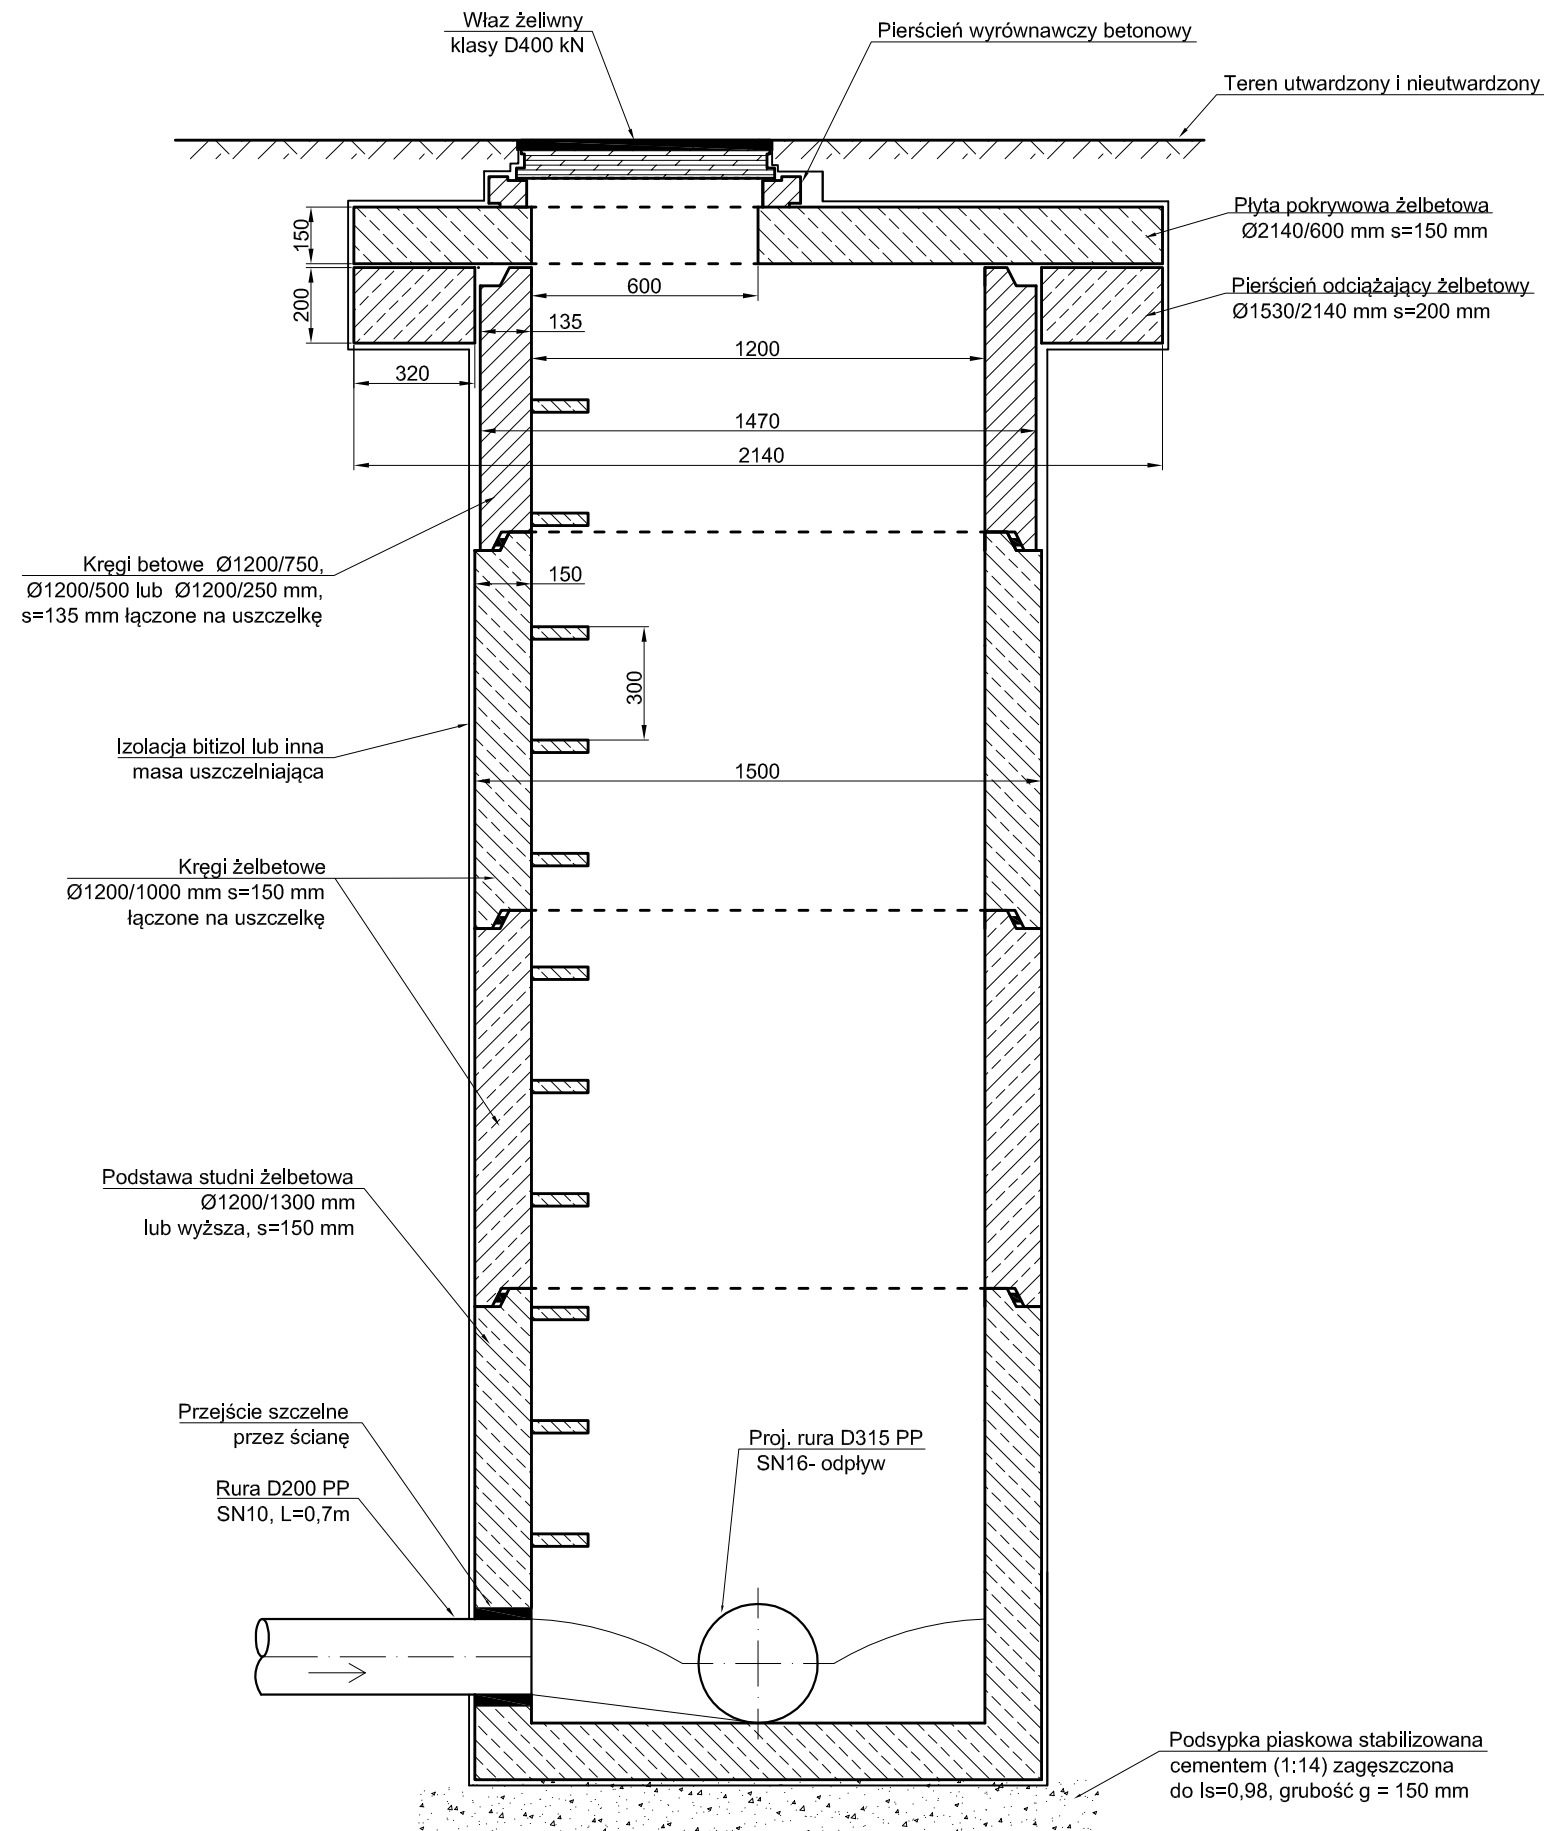 Właz żeliwny
klasy D400 kN
Pierścień wyrównawczy betonowy
Teren utwardzony i nieutwardzony
Płyta pokrywowa żelbetowa
Ø2140/600 mm s=150 mm
150
Pierścień odciążający żelbetowy
Ø1530/2140 mm s=200 mm
200
600
135
1200
320
1470
2140
Kręgi betowe Ø1200/750,
Ø1200/500 lub Ø1200/250 mm,
s=135 mm łączone na uszczelkę
150
300
Izolacja bitizol lub inna
masa uszczelniająca
1500
Kręgi żelbetowe
Ø1200/1000 mm s=150 mm
łączone na uszczelkę
Podstawa studni żelbetowa
Ø1200/1300 mm
lub wyższa, s=150 mm
Przejście szczelne
przez ścianę
Proj. rura D315 PP
SN16- odpływ
Rura D200 PP
SN10, L=0,7m
Podsypka piaskowa stabilizowana
cementem (1:14) zagęszczona
do Is=0,98, grubość g = 150 mm